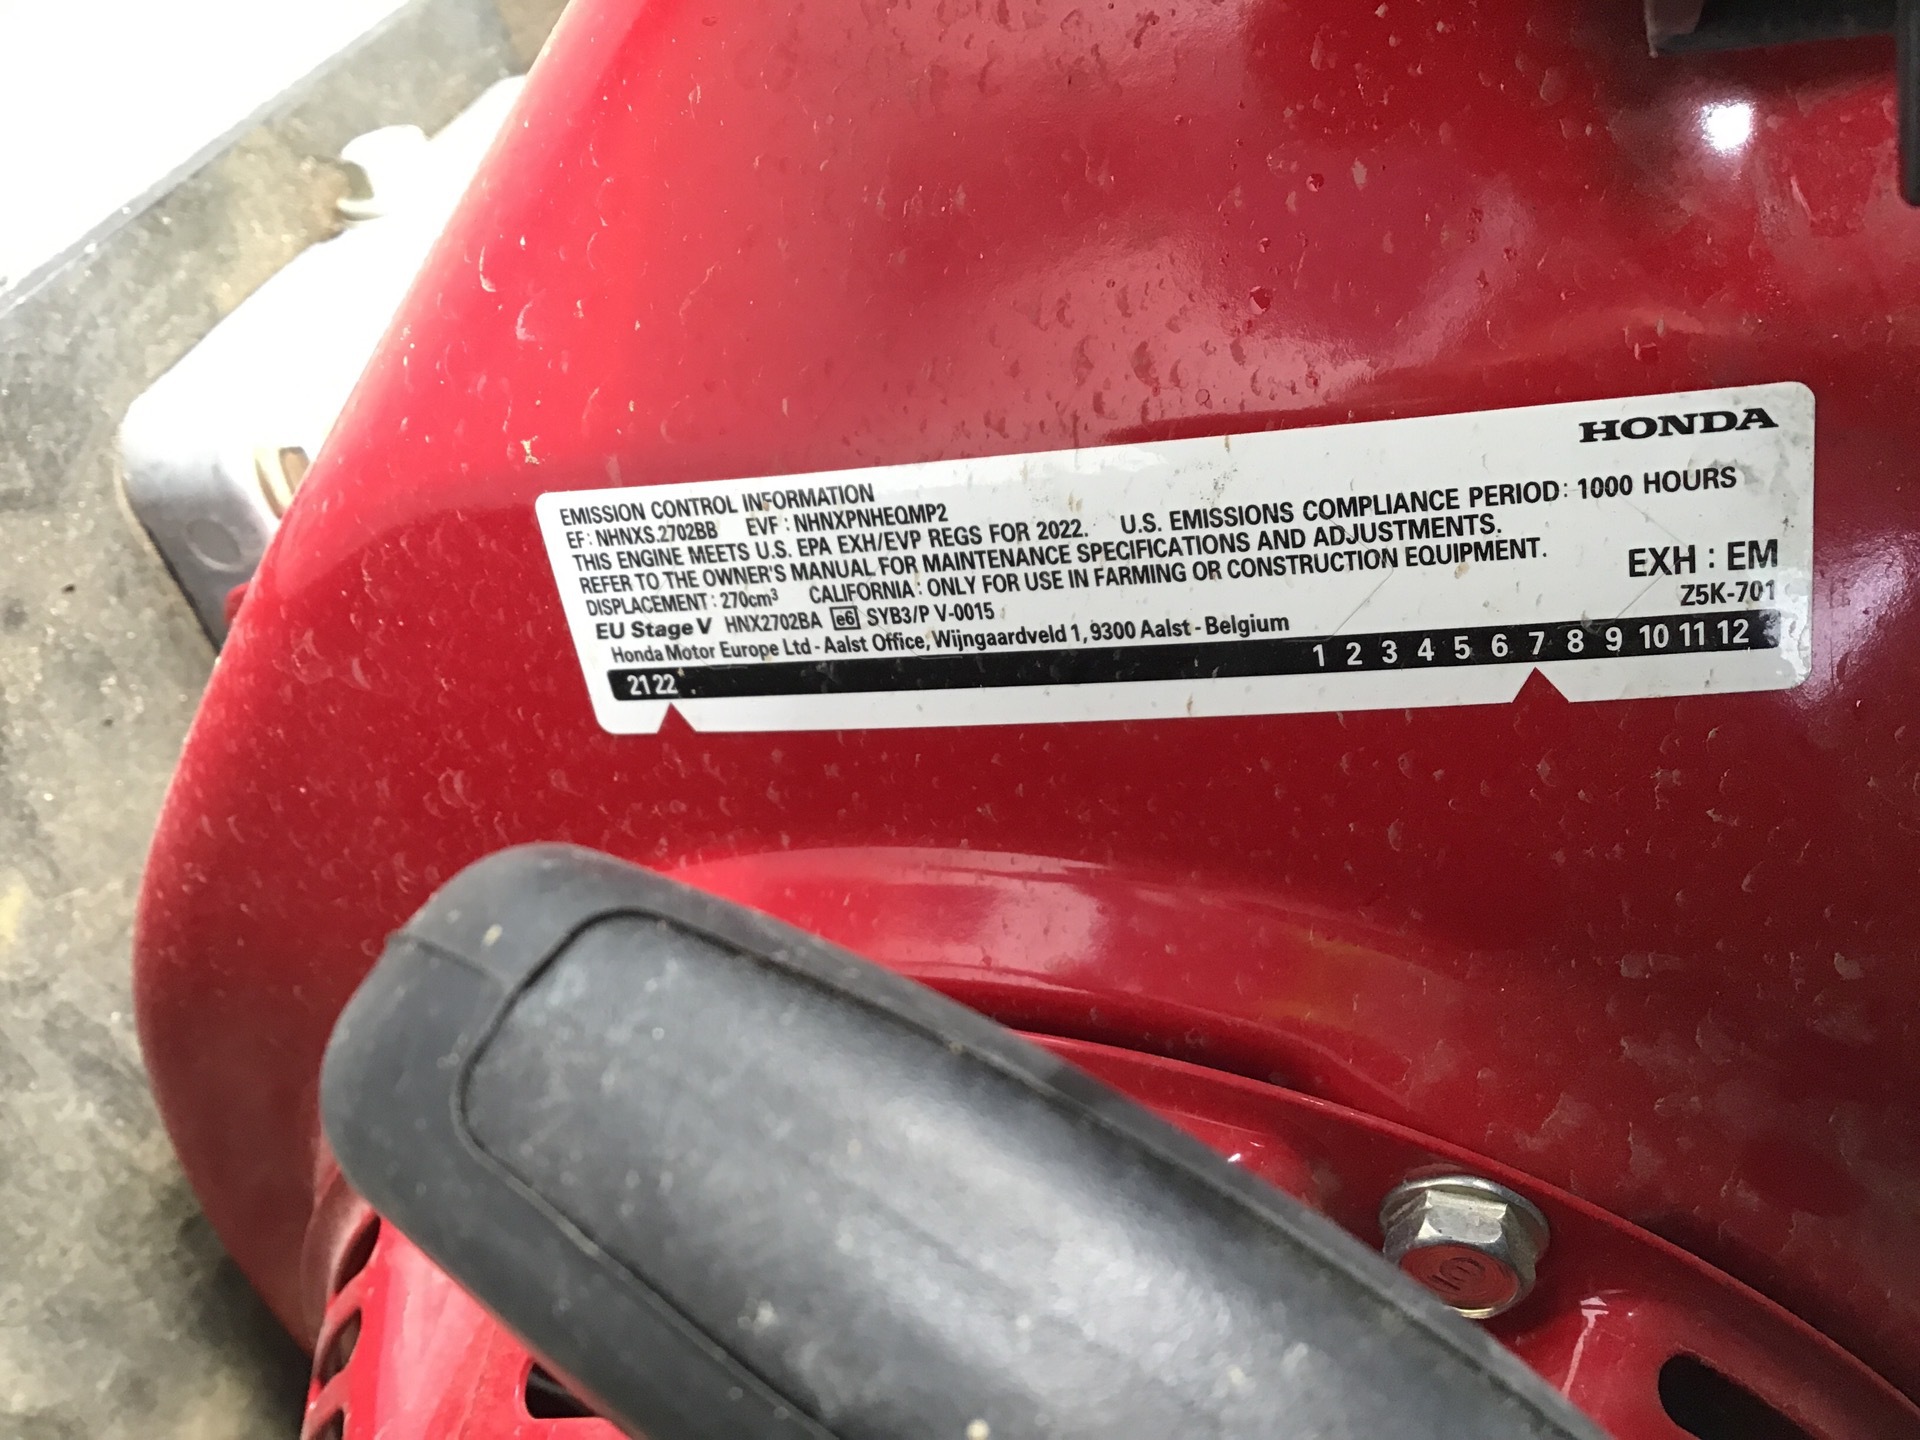 HONDA
EMISSION CONTROL INFORMATION
EF: NHNXS.2702BB EVF: NHNXPNHEQMP2
THIS ENGINE MEETS U.S. EPA EXH/EVP REGS FOR 2022. U.S. EMISSIONS COMPLIANCE PERIOD: 1000 HOURS
REFER TO THE OWNER'S MANUAL FOR MAINTENANCE SPECIFICATIONS AND ADJUSTMENTS.
DISPLACEMENT: 270cm³ CALIFORNIA: ONLY FOR USE IN FARMING OR CONSTRUCTION EQUIPMENT.
EXH: EM
EU Stage V HNX2702BA e6 SYB3/P V-0015
Z5K-701
Honda Motor Europe Ltd - Aalst Office, Wijngaardveld 1, 9300 Aalst - Belgium
21 22 1 2 3 4 5 6 7 8 9 10 11 12